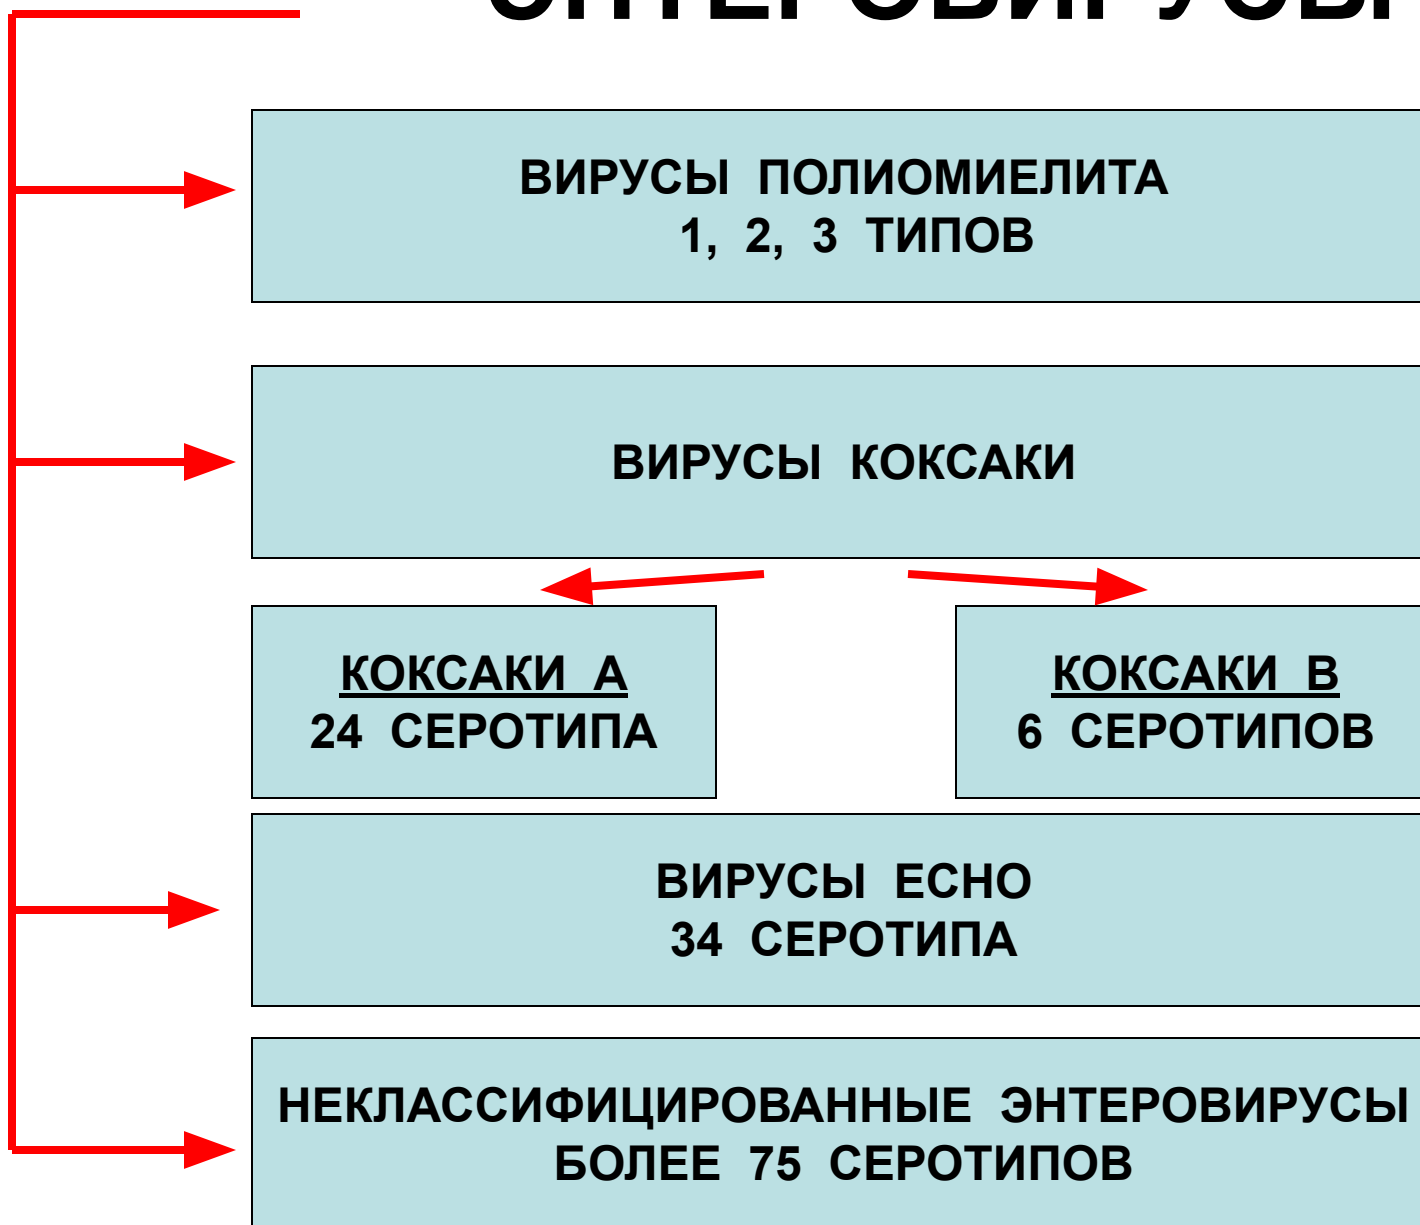 ЭНТЕРОВИРУСЫ
ВИРУСЫ ПОЛИОМИЕЛИТА
1, 2, 3 ТИПОВ
ВИРУСЫ КОКСАКИ
КОКСАКИ А
24 СЕРОТИПА
КОКСАКИ В
6 СЕРОТИПОВ
ВИРУСЫ ЕСНО
34 СЕРОТИПА
НЕКЛАССИФИЦИРОВАННЫЕ ЭНТЕРОВИРУСЫ
БОЛЕЕ 75 СЕРОТИПОВ